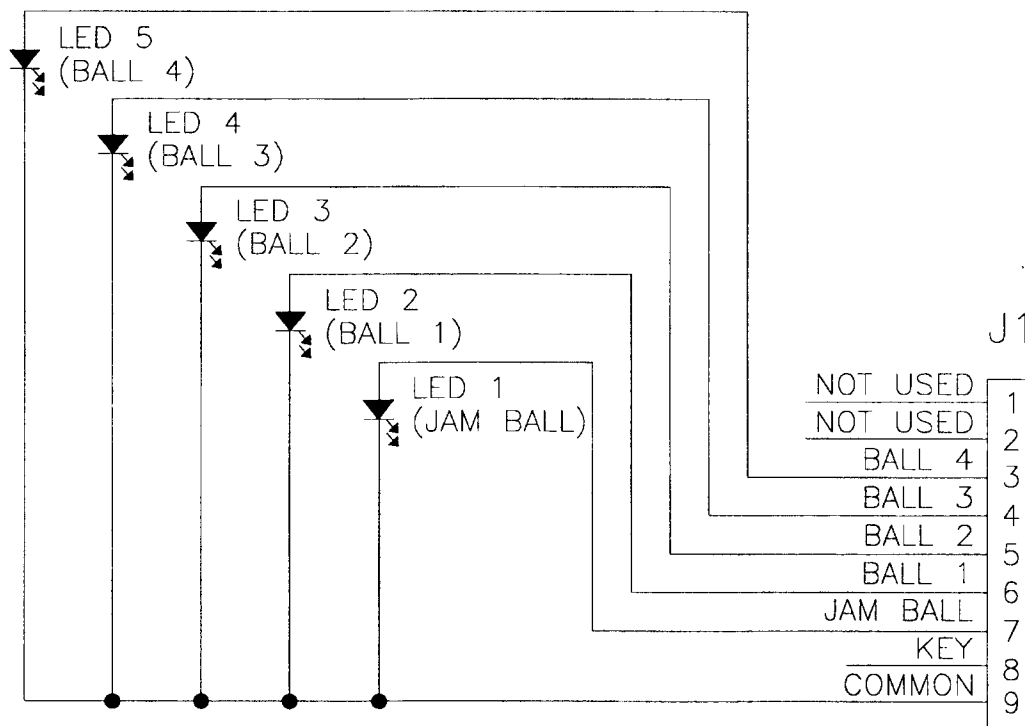 LED 5
(BALL 4)
LED 4
(BALL 3)
LED 3
(BALL 2)
LED 2
(BALL 1)
LED 1
(JAM BALL)
J1
NOT USED 1
NOT USED 2
BALL 4 3
BALL 3 4
BALL 2 5
BALL 1 6
JAM BALL 7
KEY 8
COMMON 9